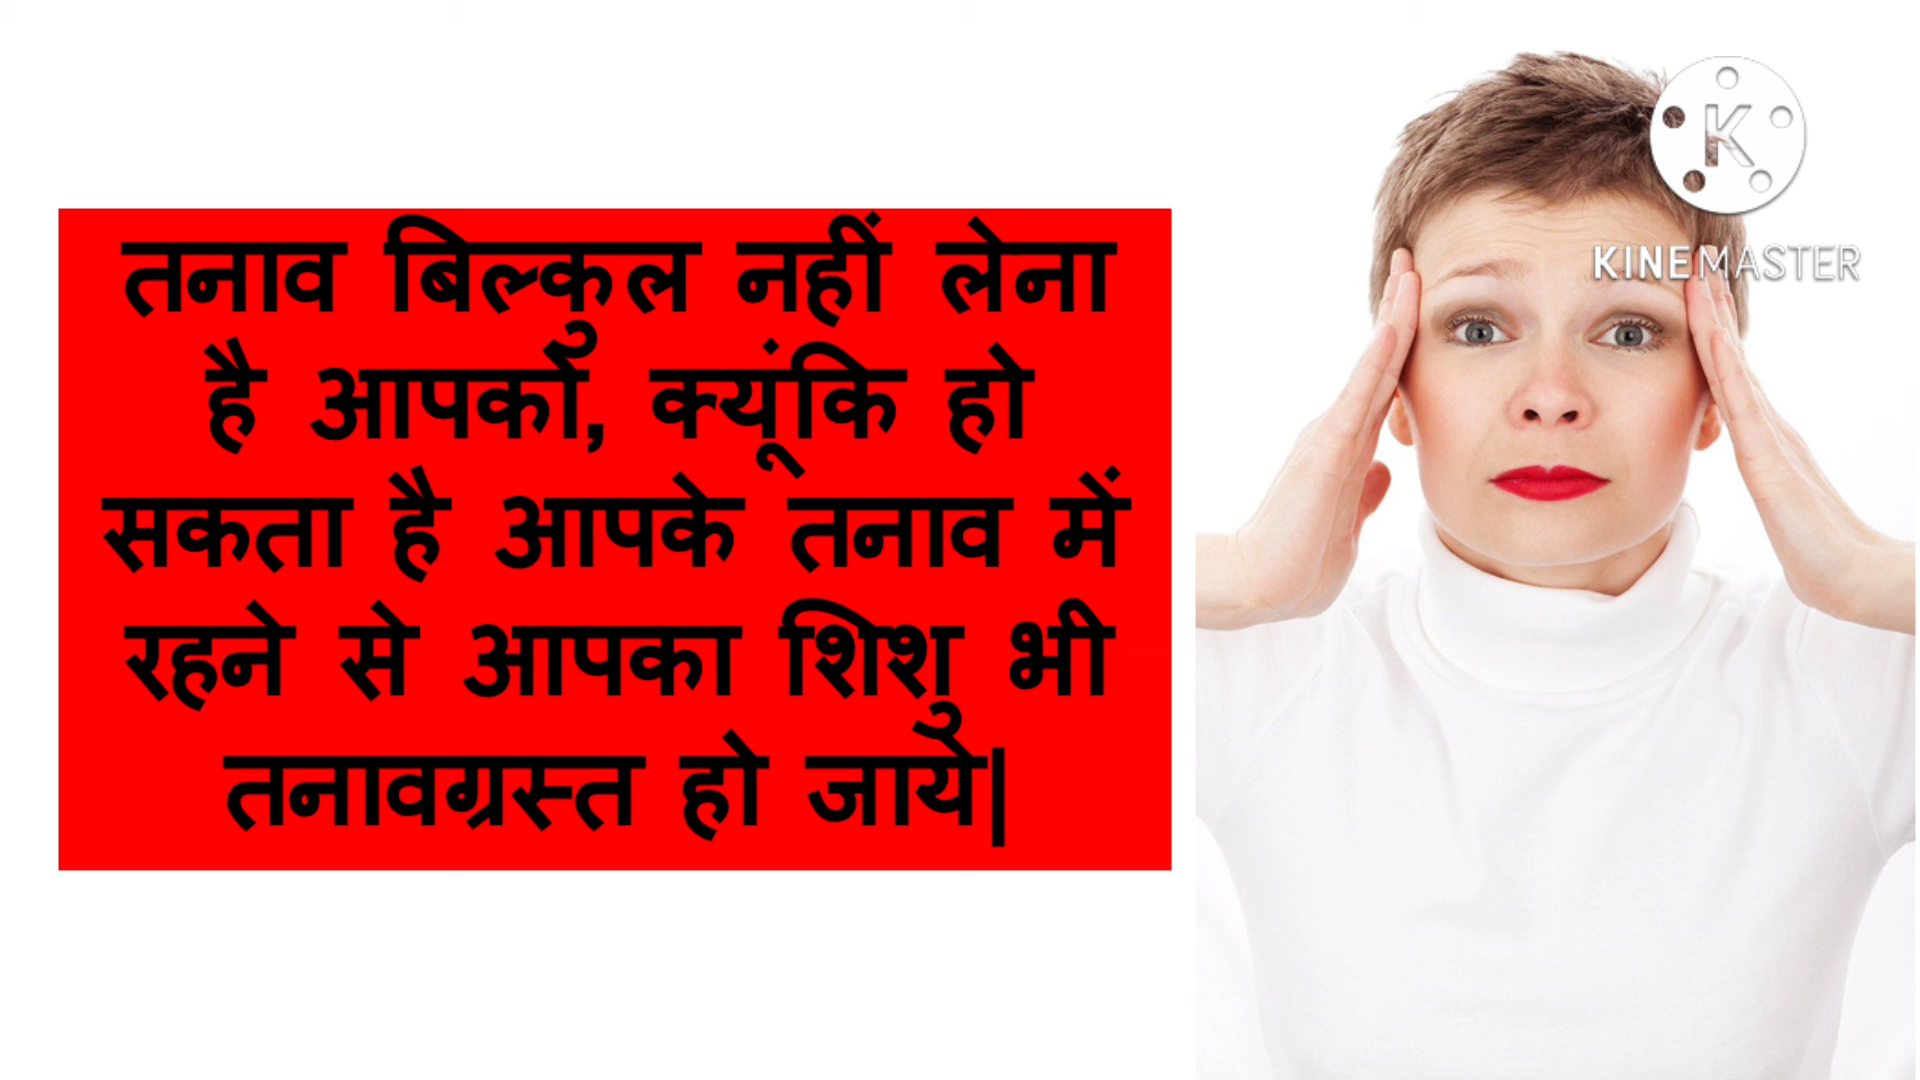 तनाव बिल्कुल नहीं लेना
है आपको, क्यूंकि हो
सकता है आपके तनाव में
रहने से आपका शिशु भी
तनावग्रस्त हो जाये|
K
KINEMASTER